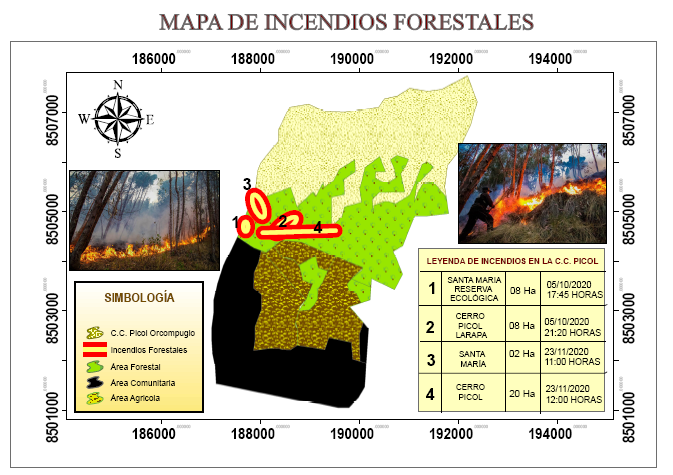 MAPA DE INCENDIOS FORESTALES
186000 188000 190000 192000 194000
8507000
8505000
8503000
8501000
N
W E
S
3
1
2
4
SIMBOLOGÍA
C.C. Picol Orcompugio
Incendios Forestales
Área Forestal
Área Comunitaria
Área Agricola
LEYENDA DE INCENDIOS EN LA C.C. PICOL
1 SANTA MARIA RESERVA ECOLÓGICA 08 Ha 05/10/2020 17:45 HORAS
2 CERRO PICOL LARAPA 08 Ha 05/10/2020 21:20 HORAS
3 SANTA MARÍA 02 Ha 23/11/2020 11:00 HORAS
4 CERRO PICOL 20 Ha 23/11/2020 12:00 HORAS
8507000
8505000
8503000
8501000
186000 188000 190000 192000 194000